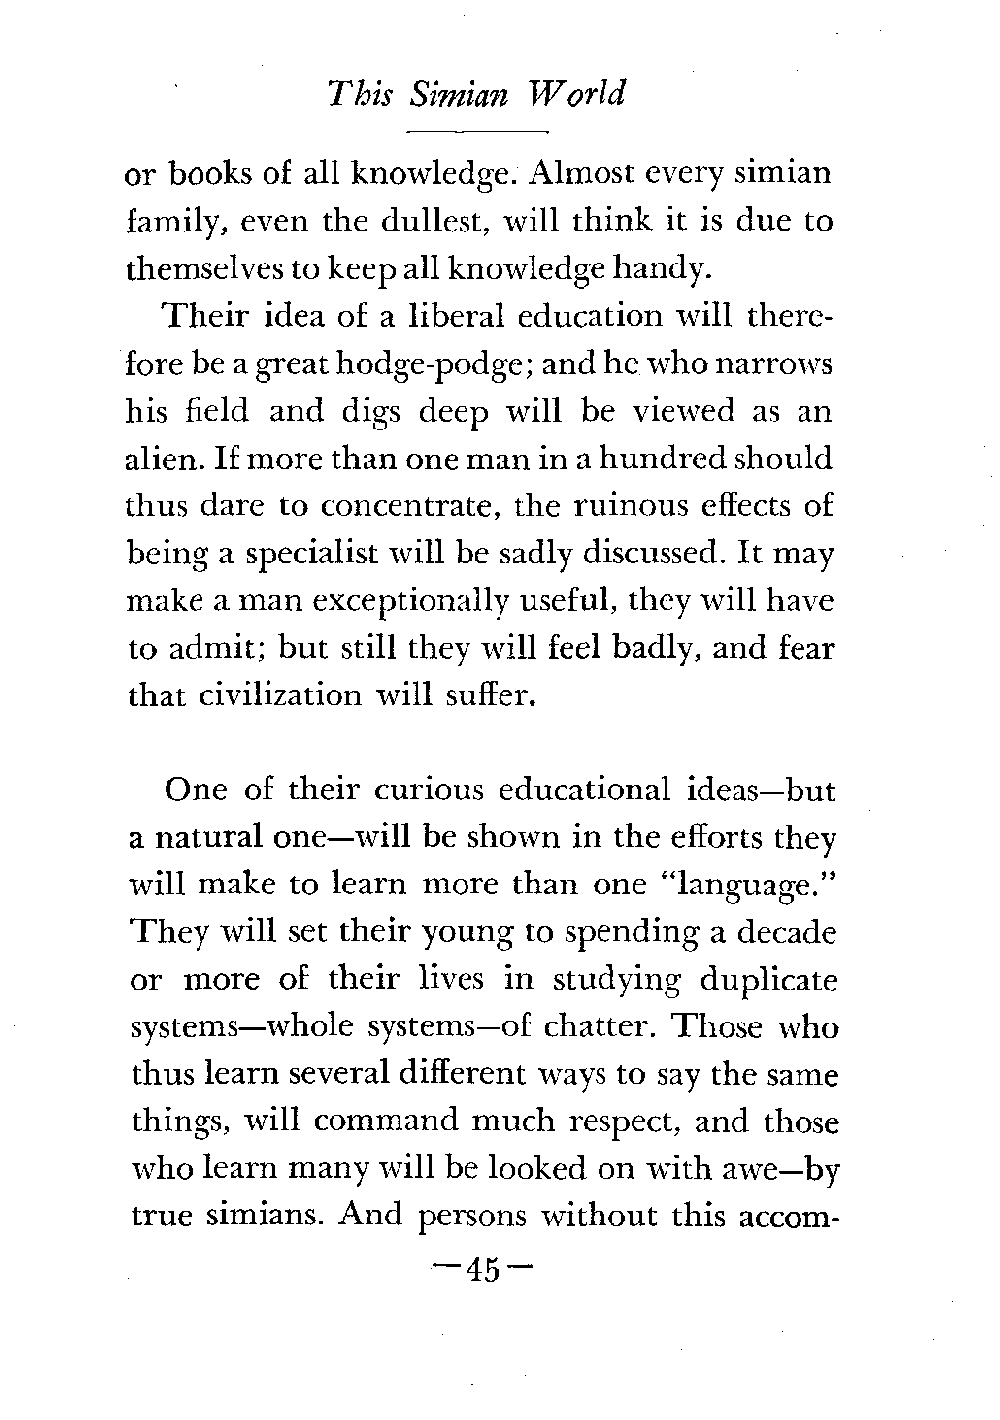 This Simian World
or books of all knowledge. Almost every simian
family, even the dullest, will think it is due to
themselves to keep all knowledge handy.
Their idea of a liberal education will there-
fore be a great hodge-podge; and he who narrows
his field and digs deep will be viewed as an
alien. If more than one man in a hundred should
thus dare to concentrate, the ruinous effects of
being a specialist will be sadly discussed. It may
make a man exceptionally useful, they will have
to admit; but still they will feel badly, and fear
that civilization will suffer.
One of their curious educational ideas—but
a natural one—will be shown in the efforts they
will make to learn more than one “language.”
They will set their young to spending a decade
or more of their lives in studying duplicate
systems—whole systems—of chatter. Those who
thus learn several different ways to say the same
things, will command much respect, and those
who learn many will be looked on with awe—by
true simians. And persons without this accom-
—45—